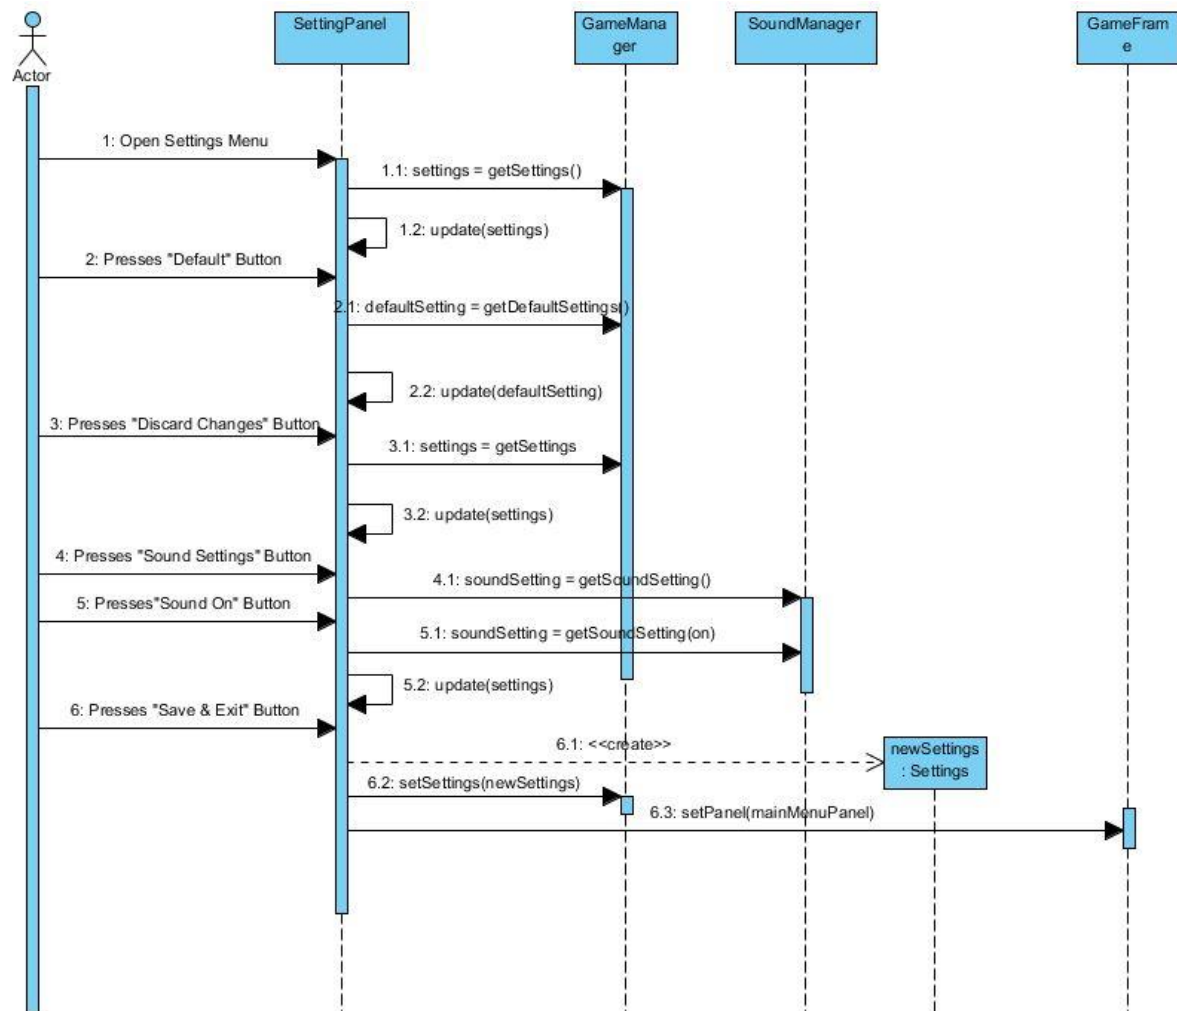 SettingPanel
GameMana
ger
SoundManager
GameFram
e
Actor
1: Open Settings Menu
1.1: settings = getSettings()
1.2: update(settings)
2: Presses "Default" Button
2.1: defaultSetting = getDefaultSettings()
2.2: update(defaultSetting)
3: Presses "Discard Changes" Button
3.1: settings = getSettings
3.2: update(settings)
4: Presses "Sound Settings" Button
4.1: soundSetting = getSoundSetting()
5: Presses"Sound On" Button
5.1: soundSetting = getSoundSetting(on)
5.2: update(settings)
6: Presses "Save & Exit" Button
6.1: <<create>>
newSettings
: Settings
6.2: setSettings(newSettings)
6.3: setPanel(mainMenuPanel)